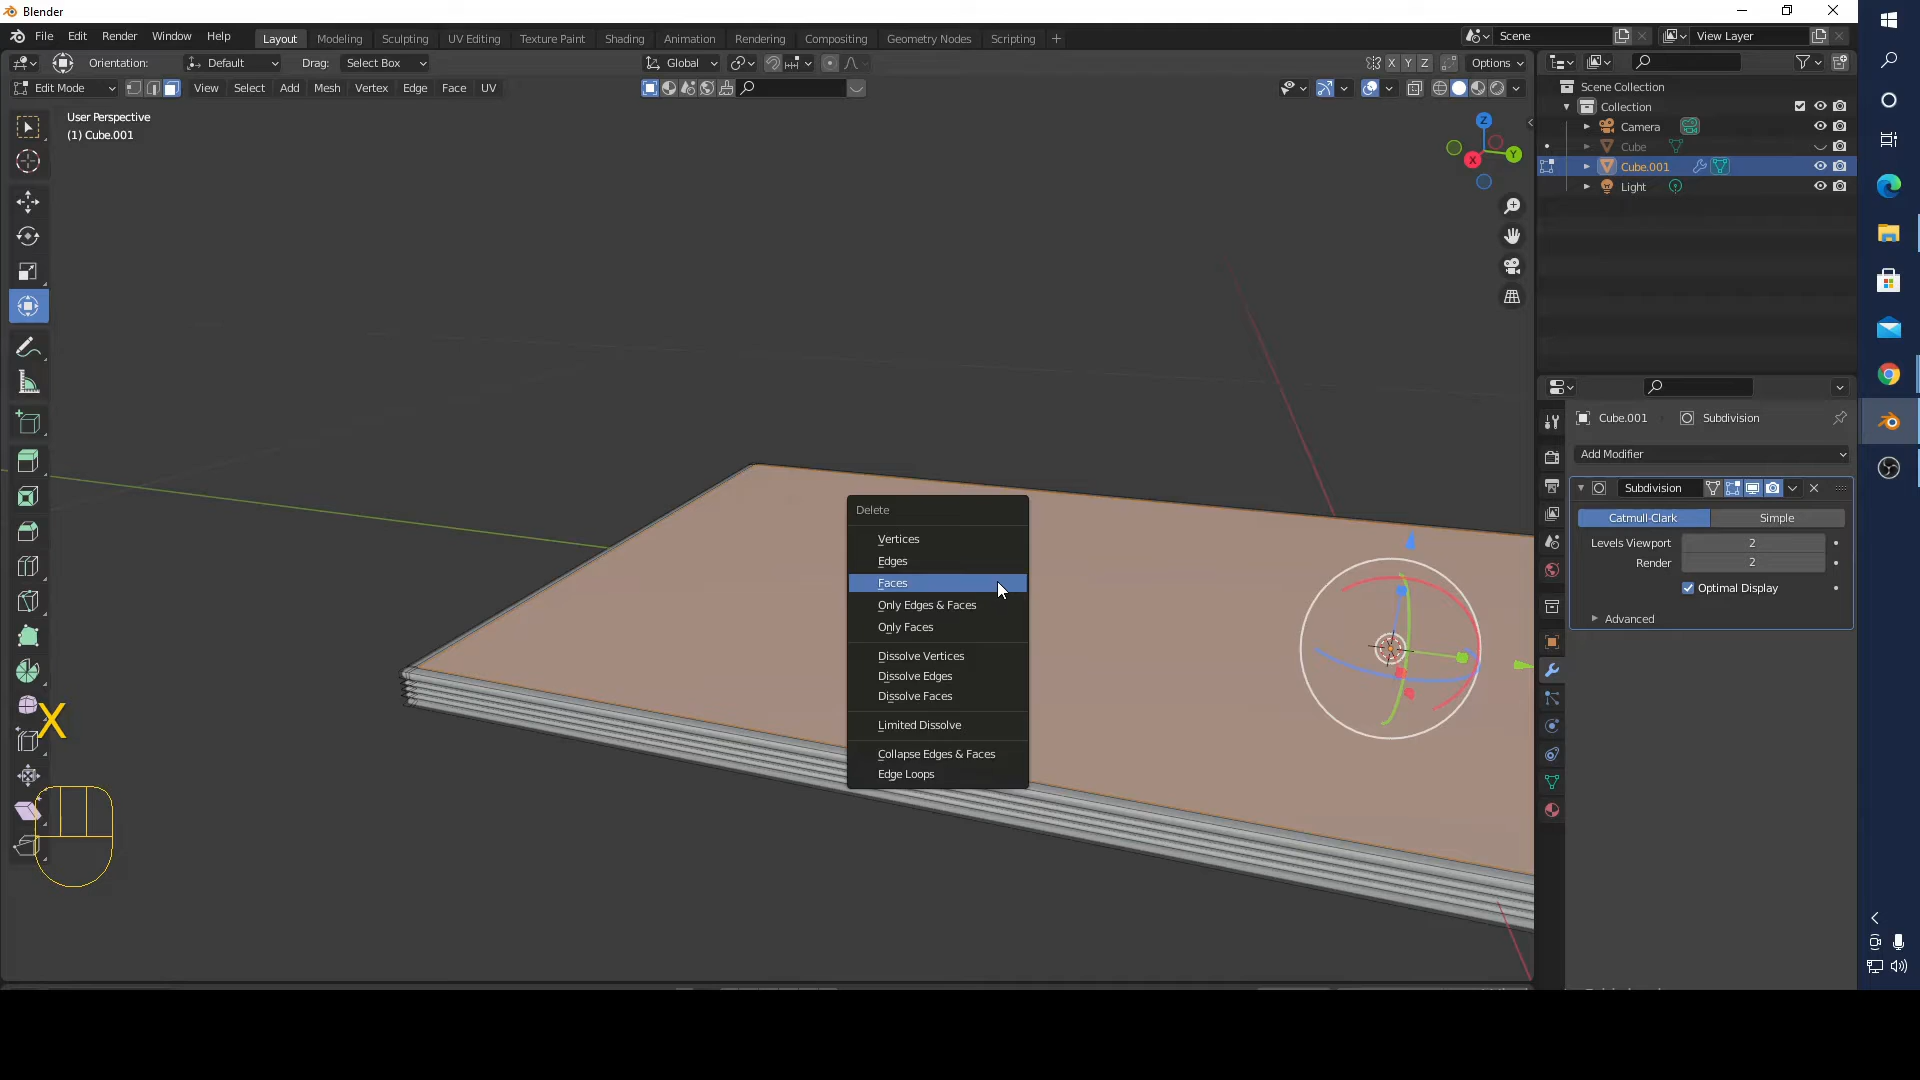 Blender
File Edit Render Window Help Layout Modeling Sculpting UV Editing Texture Paint Shading Animation Rendering Compositing Geometry Nodes Scripting + Scene View Layer
Orientation: Default Drag: Select Box Global X Y Z Options
Edit Mode View Select Add Mesh Vertex Edge Face UV
User Perspective
(1) Cube.001
Z
Y
X
Scene Collection
Collection
Camera
Cube
Cube.001
Light
Cube.001 Subdivision
Add Modifier
Subdivision
Catmull-Clark Simple
Levels Viewport 2
Render 2
Optimal Display
Advanced
Delete
Vertices
Edges
Faces
Only Edges & Faces
Only Faces
Dissolve Vertices
Dissolve Edges
Dissolve Faces
Limited Dissolve
Collapse Edges & Faces
Edge Loops
X